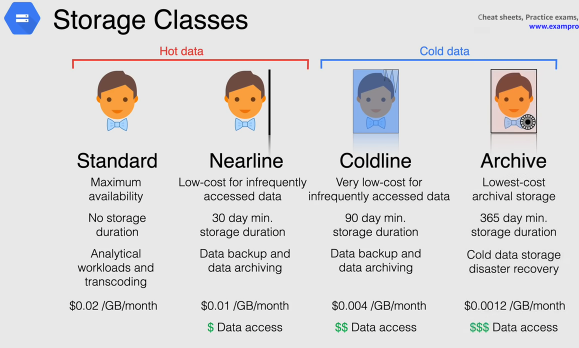 Storage Classes
Cheat sheets, Practice exams,
www.exampro
Hot data
Cold data
Standard
Maximum
availability
No storage
duration
Analytical
workloads and
transcoding
$0.02 /GB/month
Nearline
Low-cost for infrequently
accessed data
30 day min.
storage duration
Data backup and
data archiving
$0.01 /GB/month
$ Data access
Coldline
Very low-cost for
infrequently accessed data
90 day min.
storage duration
Data backup and
data archiving
$0.004 /GB/month
$$ Data access
Archive
Lowest-cost
archival storage
365 day min.
storage duration
Cold data storage
disaster recovery
$0.0012 /GB/month
$$$ Data access